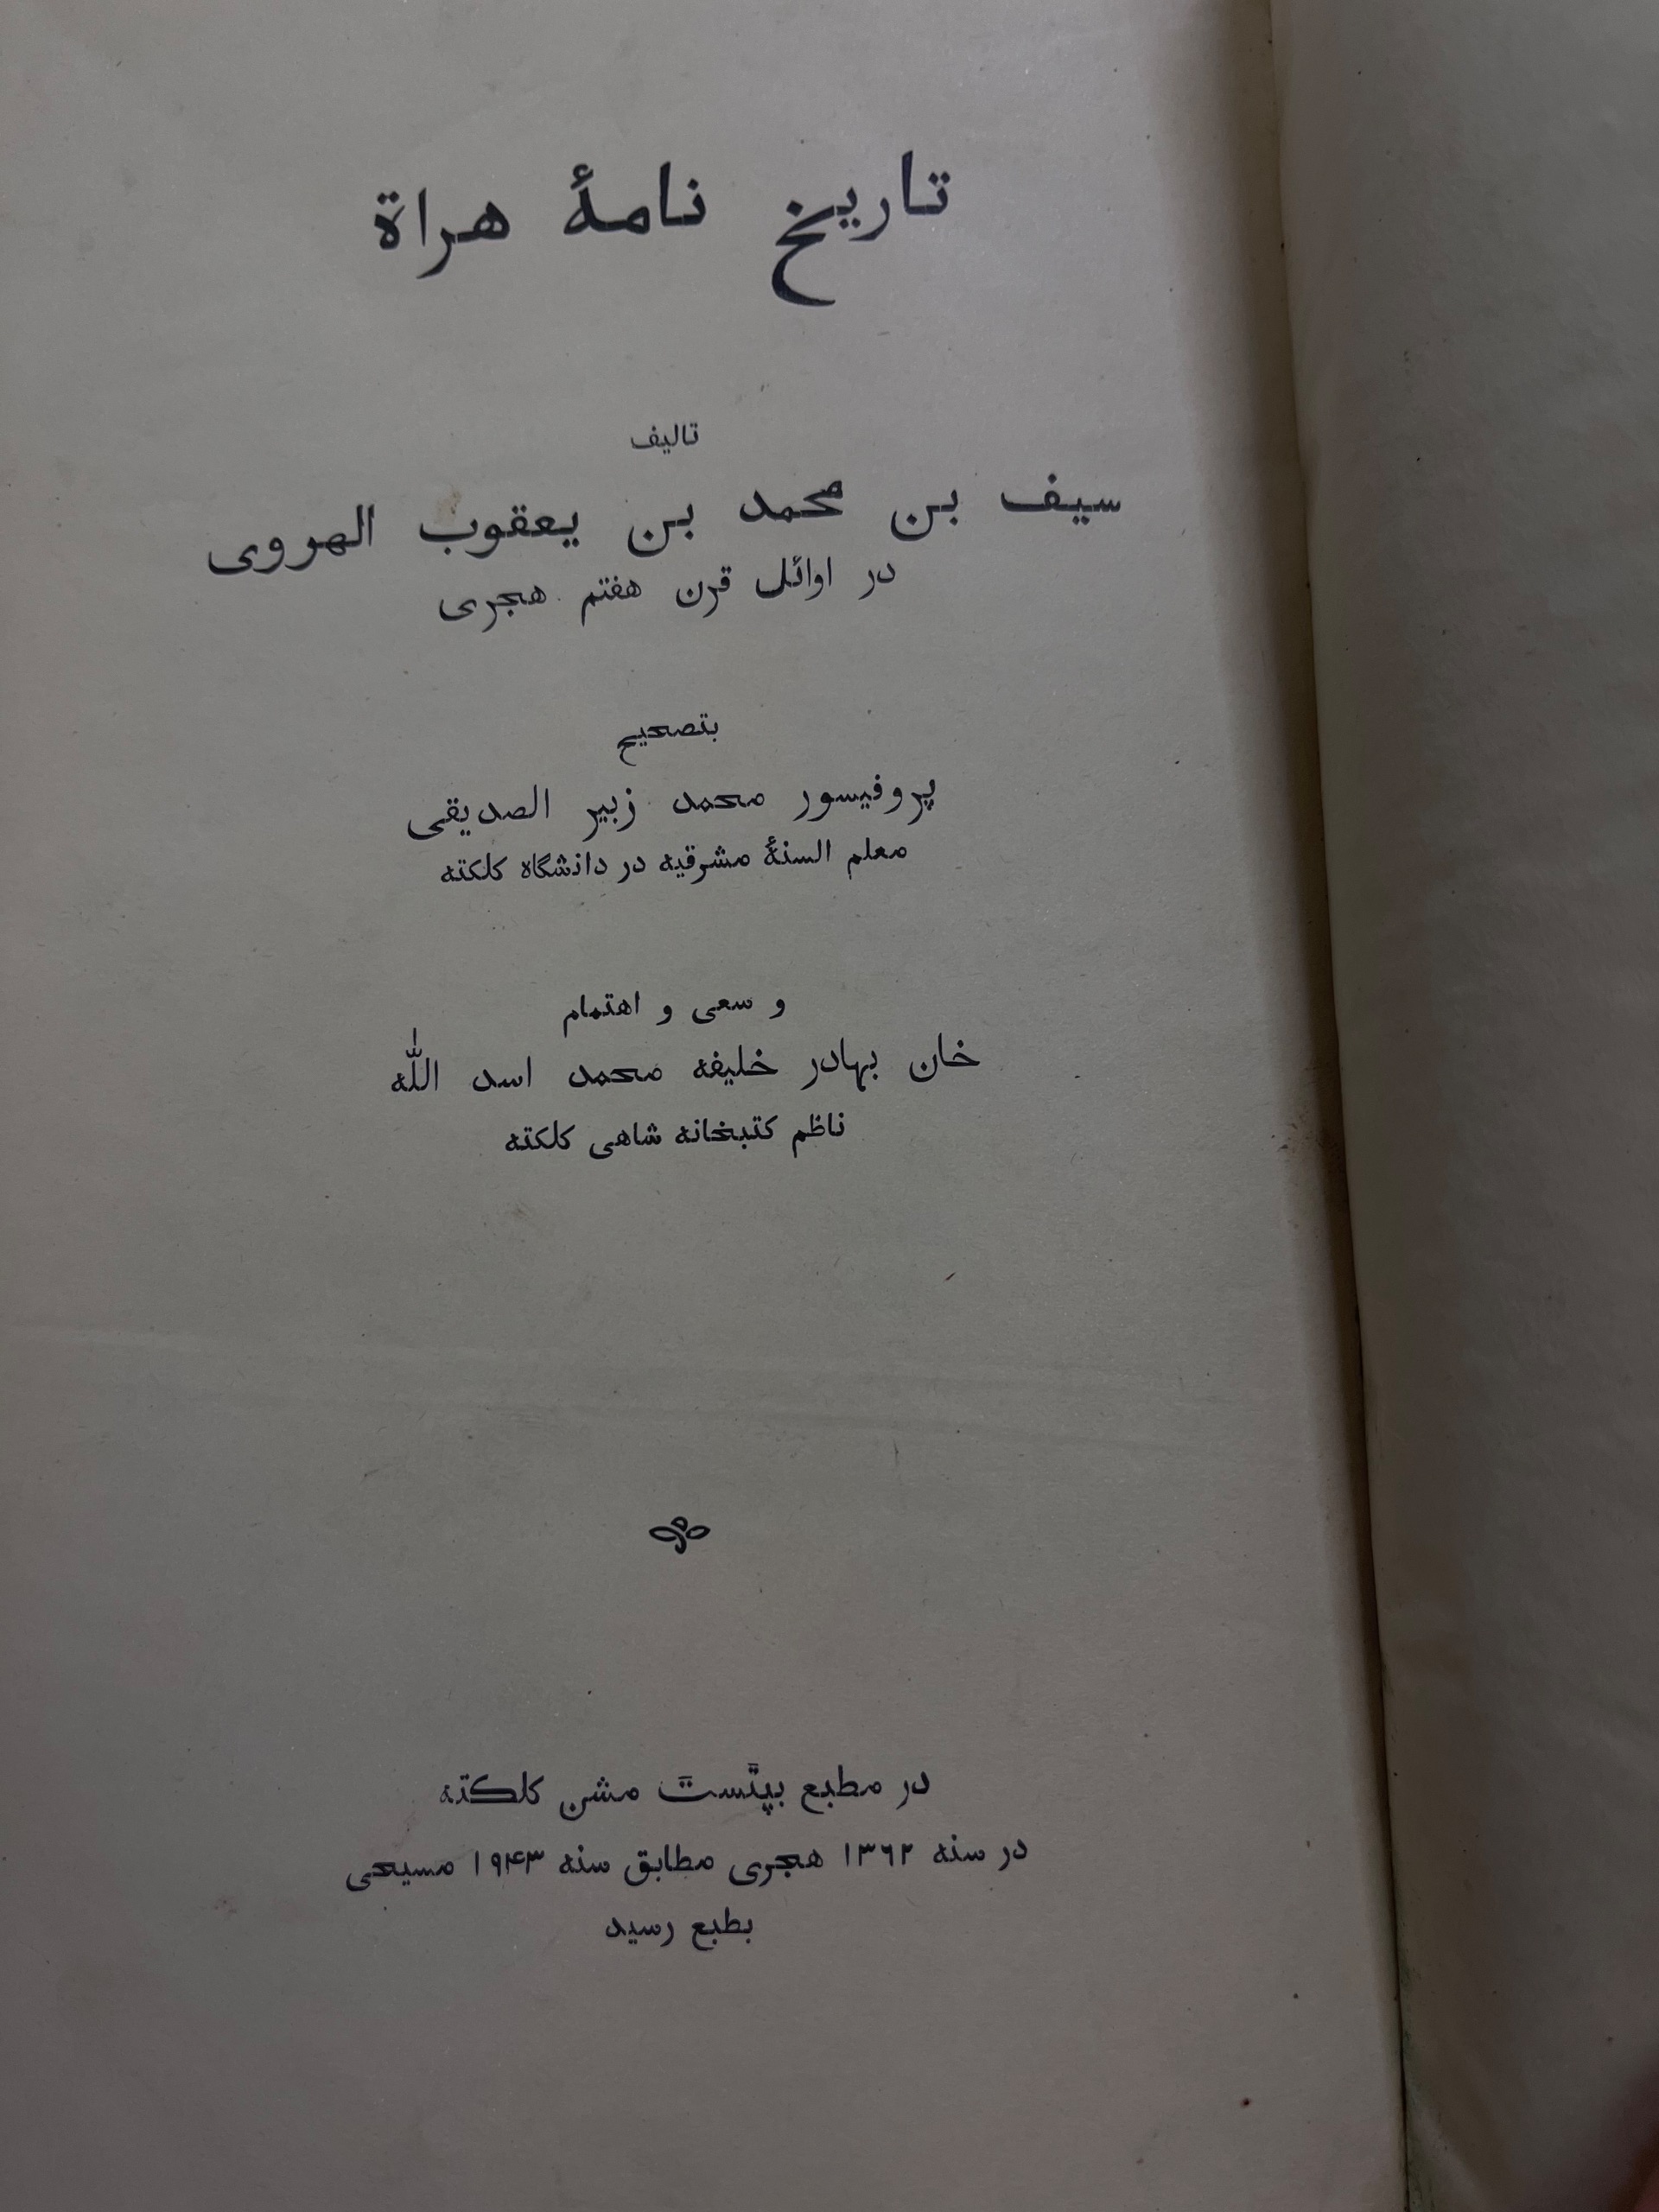 تاریخ نامهٔ هراة
تالیف
سیف بن محمد بن یعقوب الهروی
در اوائل قرن هفتم هجری
بتصحیح
پروفیسور محمد زبیر الصدیقی
معلم السنهٔ مشرقیه در دانشگاه کلکته
و سعی و اهتمام
خان بهادر خلیفه محمد اسد الله
ناظم کتبخانه شاهی کلکته
در مطبع بپٹسٹ مشن کلکته
در سنه ۱۳۶۲ هجری مطابق سنه ۱۹۴۳ مسیحی
بطبع رسید